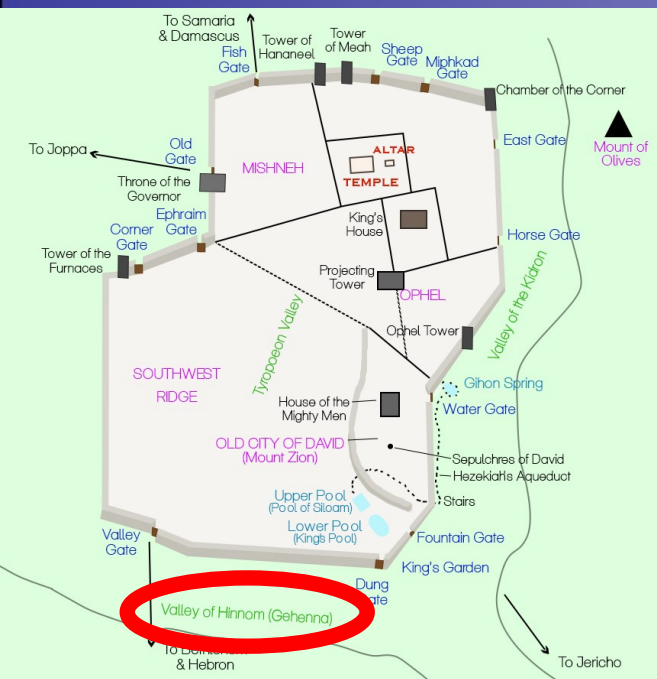 To Samaria
& Damascus
Fish
Gate
Tower of
Hananeel
Tower
of Meah
Sheep
Gate
Miphkad
Gate
Chamber of the Corner
East Gate
Mount of
Olives
To Joppa
Old
Gate
MISHNEH
ALTAR
TEMPLE
Throne of the
Governor
King's
House
Ephraim
Gate
Corner
Gate
Horse Gate
Tower of the
Furnaces
Projecting
Tower
OPHEL
Valley of the Kidron
Tyropoeon Valley
Ophel Tower
SOUTHWEST
RIDGE
Gihon Spring
House of the
Mighty Men
Water Gate
OLD CITY OF DAVID
(Mount Zion)
Sepulchres of David
Hezekiah's Aqueduct
Upper Pool
(Pool of Siloam)
Stairs
Lower Pool
(King's Pool)
Valley
Gate
Fountain Gate
King's Garden
Dung
Valley of Hinnom (Gehenna)
& Hebron
To Jericho